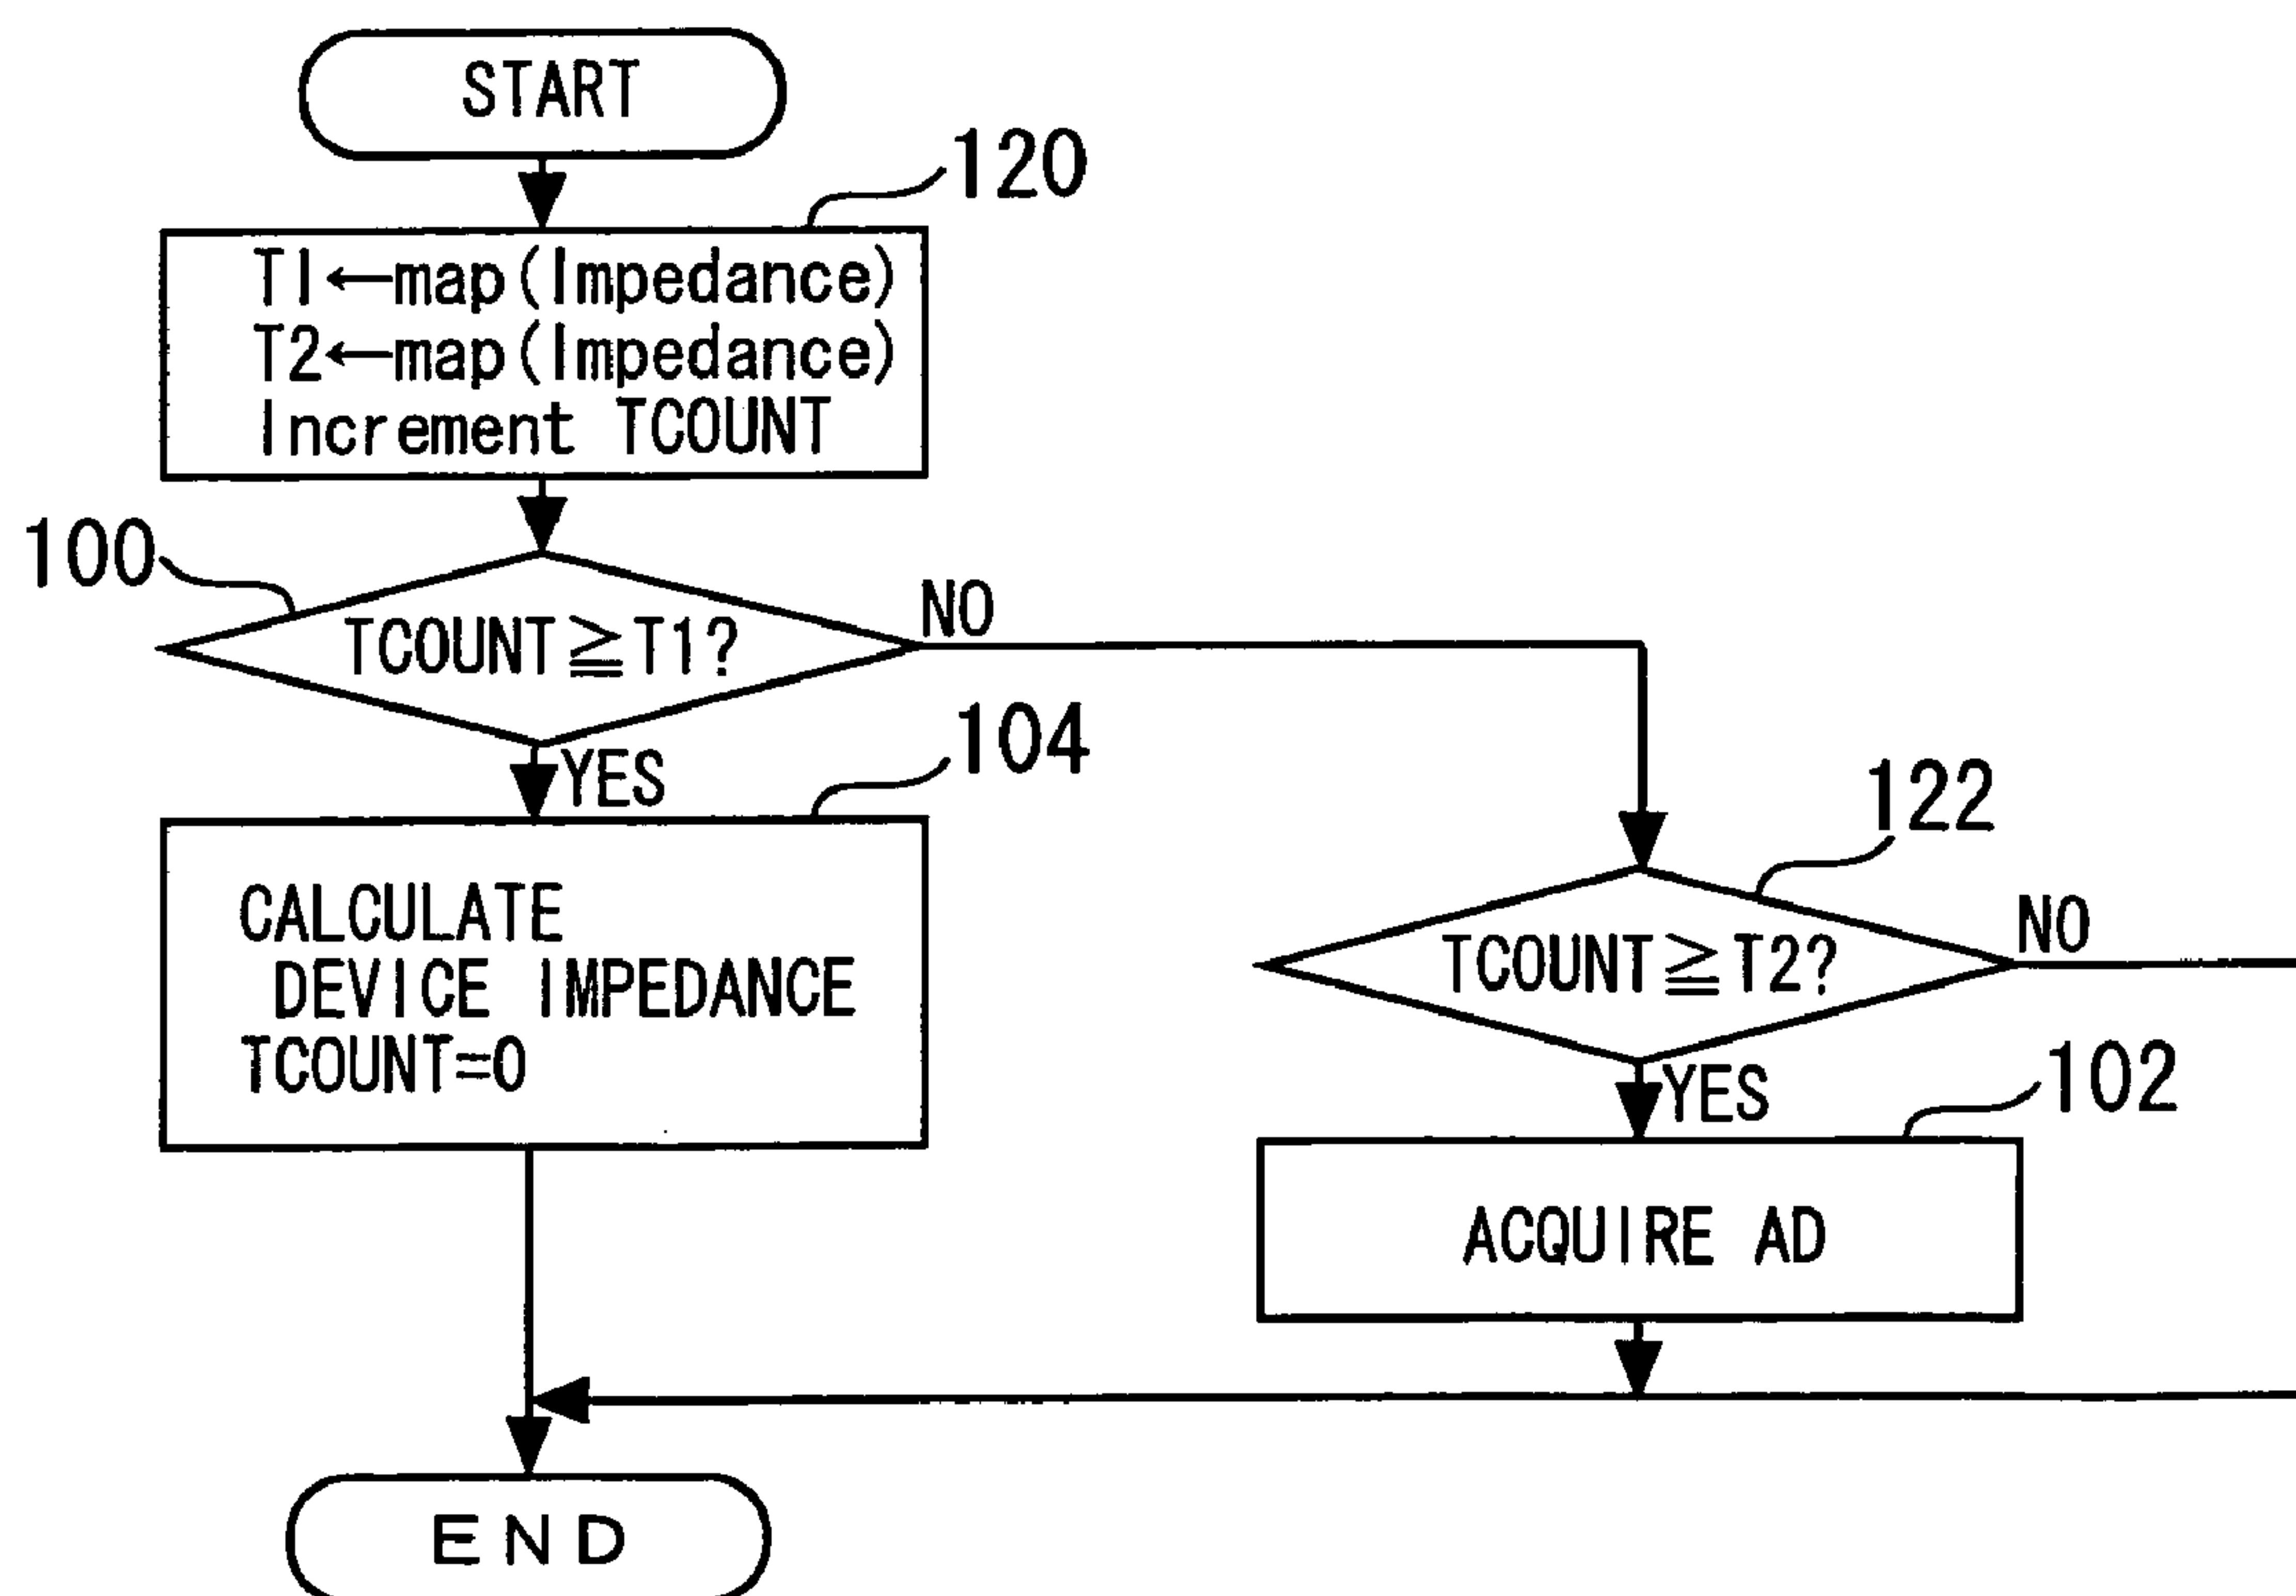 START
120
T1←map(Impedance)
T2←map(Impedance)
Increment TCOUNT
100
TCOUNT≧T1?
NO
YES
104
CALCULATE
DEVICE IMPEDANCE
TCOUNT=0
122
TCOUNT≧T2?
NO
YES
102
ACQUIRE AD
END